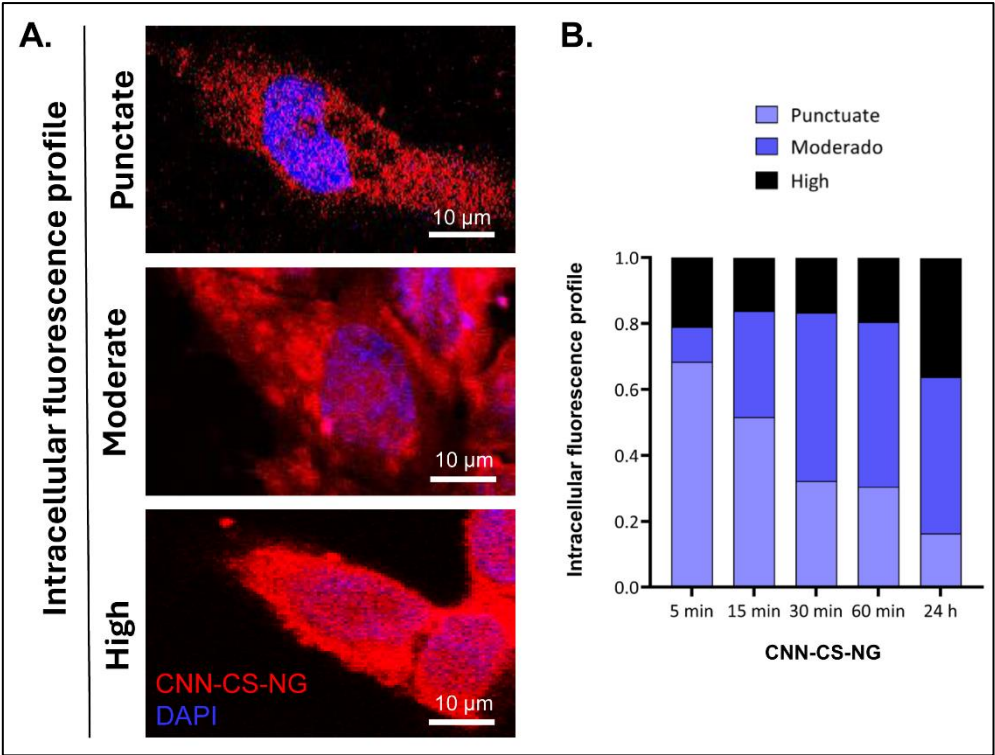 A.
Intracellular fluorescence profile
Punctate
10 µm
Moderate
10 µm
High
CNN-CS-NG
DAPI
10 µm
B.
Punctuate
Moderado
High
Intracellular fluorescence profile
1.0
0.8
0.6
0.4
0.2
0.0
5 min 15 min 30 min 60 min 24 h
CNN-CS-NG